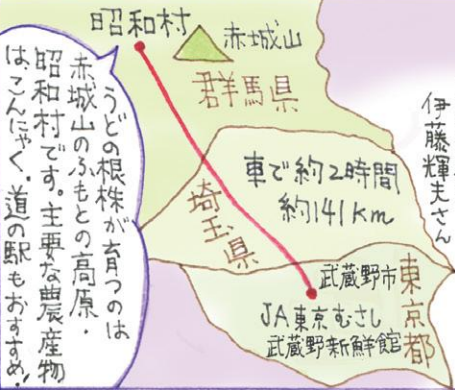 昭和村
赤城山
群馬県
伊藤輝夫さん
うどの根株が育つのは
赤城山のふもとの高原・
昭和村です。主要な農産物
は、こんにゃく。道の駅もおすすめ!
車で約2時間
約141km
埼玉県
武蔵野市
東京都
JA東京むさし
武蔵野新鮮館